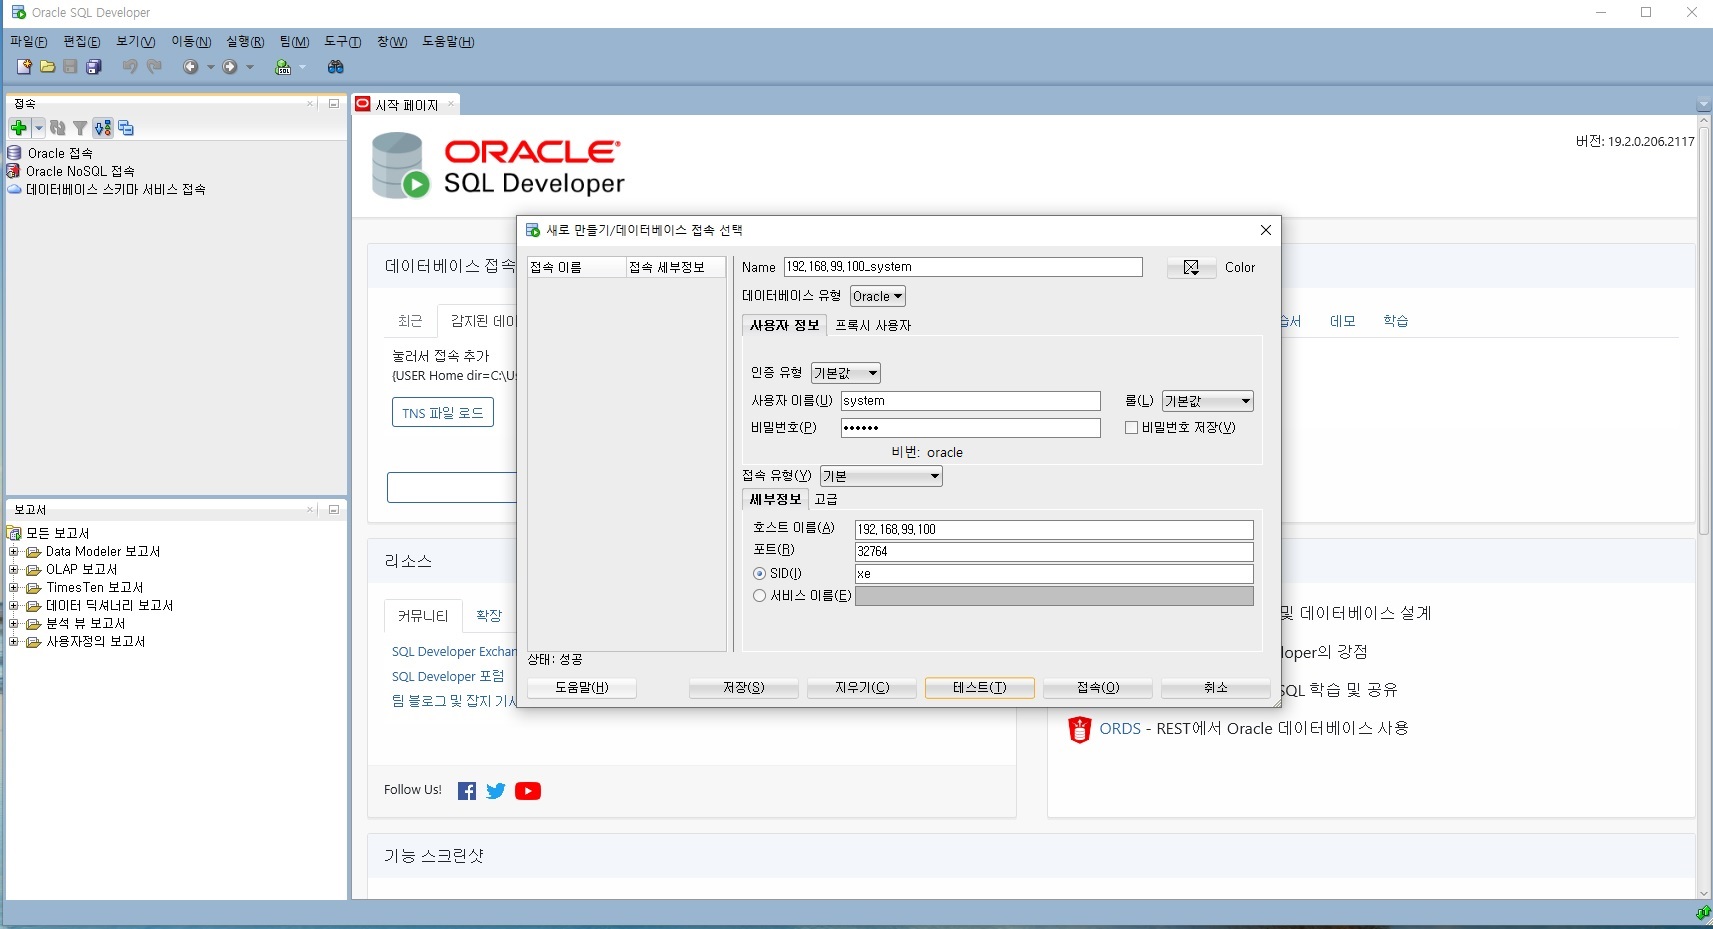 Oracle SQL Developer
파일(F) 편집(E) 보기(V) 이동(N) 실행(R) 팀(M) 도구(T) 창(W) 도움말(H)
접속
Oracle 접속
Oracle NoSQL 접속
데이터베이스 스키마 서비스 접속
보고서
모든 보고서
Data Modeler 보고서
OLAP 보고서
TimesTen 보고서
데이터 딕셔너리 보고서
분석 뷰 보고서
사용자정의 보고서
시작 페이지
ORACLE
SQL Developer
버전: 19.2.0.206.2117
데이터베이스 접속
최근 감지된 데이
눌러서 접속 추가
{USER Home dir=C:\Us
TNS 파일 로드
습서 데모 학습
리소스
커뮤니티 확장
SQL Developer Exchan
SQL Developer 포럼
팀 블로그 및 잡지 기사
Follow Us!
및 데이터베이스 설계
loper의 강점
SQL 학습 및 공유
ORDS - REST에서 Oracle 데이터베이스 사용
기능 스크린샷
새로 만들기/데이터베이스 접속 선택
접속 이름 접속 세부정보
Name 192.168.99.100_system Color
데이터베이스 유형 Oracle
사용자 정보 프록시 사용자
인증 유형 기본값
사용자 이름(U) system 롤(L) 기본값
비밀번호(P) •••••• 비밀번호 저장(V)
비번: oracle
접속 유형(Y) 기본
세부정보 고급
호스트 이름(A) 192.168.99.100
포트(R) 32764
SID(I) xe
서비스 이름(E)
상태: 성공
도움말(H) 저장(S) 지우기(C) 테스트(T) 접속(O) 취소